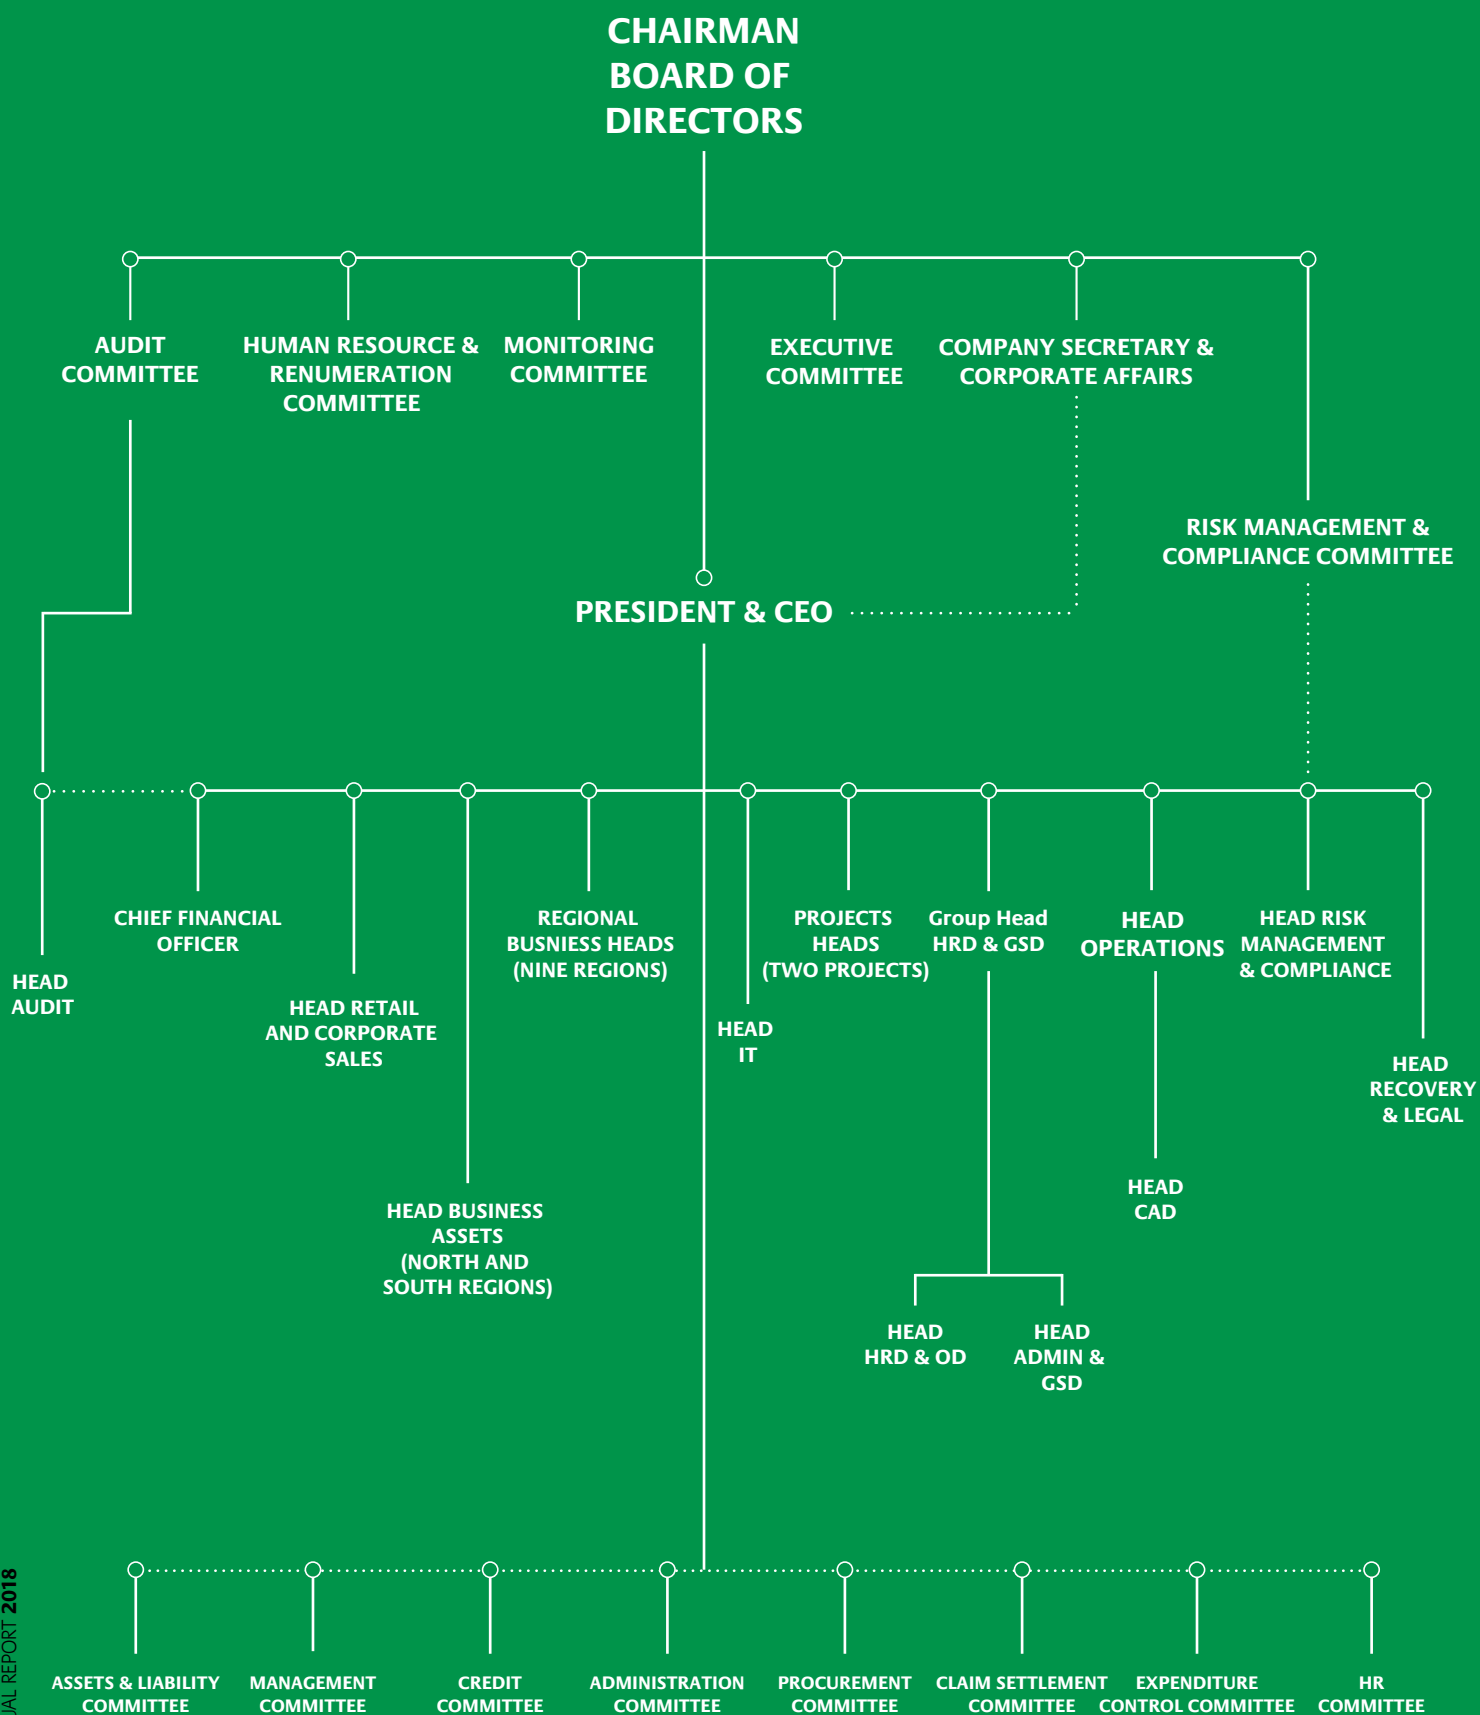 CHAIRMAN
BOARD OF
DIRECTORS
AUDIT
COMMITTEE
HUMAN RESOURCE &
RENUMERATION
COMMITTEE
MONITORING
COMMITTEE
EXECUTIVE
COMMITTEE
COMPANY SECRETARY &
CORPORATE AFFAIRS
RISK MANAGEMENT &
COMPLIANCE COMMITTEE
PRESIDENT & CEO
HEAD
AUDIT
CHIEF FINANCIAL
OFFICER
HEAD RETAIL
AND CORPORATE
SALES
HEAD BUSINESS
ASSETS
(NORTH AND
SOUTH REGIONS)
REGIONAL
BUSNIESS HEADS
(NINE REGIONS)
HEAD
IT
PROJECTS
HEADS
(TWO PROJECTS)
Group Head
HRD & GSD
HEAD
OPERATIONS
HEAD RISK
MANAGEMENT
& COMPLIANCE
HEAD
RECOVERY
& LEGAL
HEAD
CAD
HEAD
HRD & OD
HEAD
ADMIN &
GSD
ASSETS & LIABILITY
COMMITTEE
MANAGEMENT
COMMITTEE
CREDIT
COMMITTEE
ADMINISTRATION
COMMITTEE
PROCUREMENT
COMMITTEE
CLAIM SETTLEMENT
COMMITTEE
EXPENDITURE
CONTROL COMMITTEE
HR
COMMITTEE
REPORT 2018